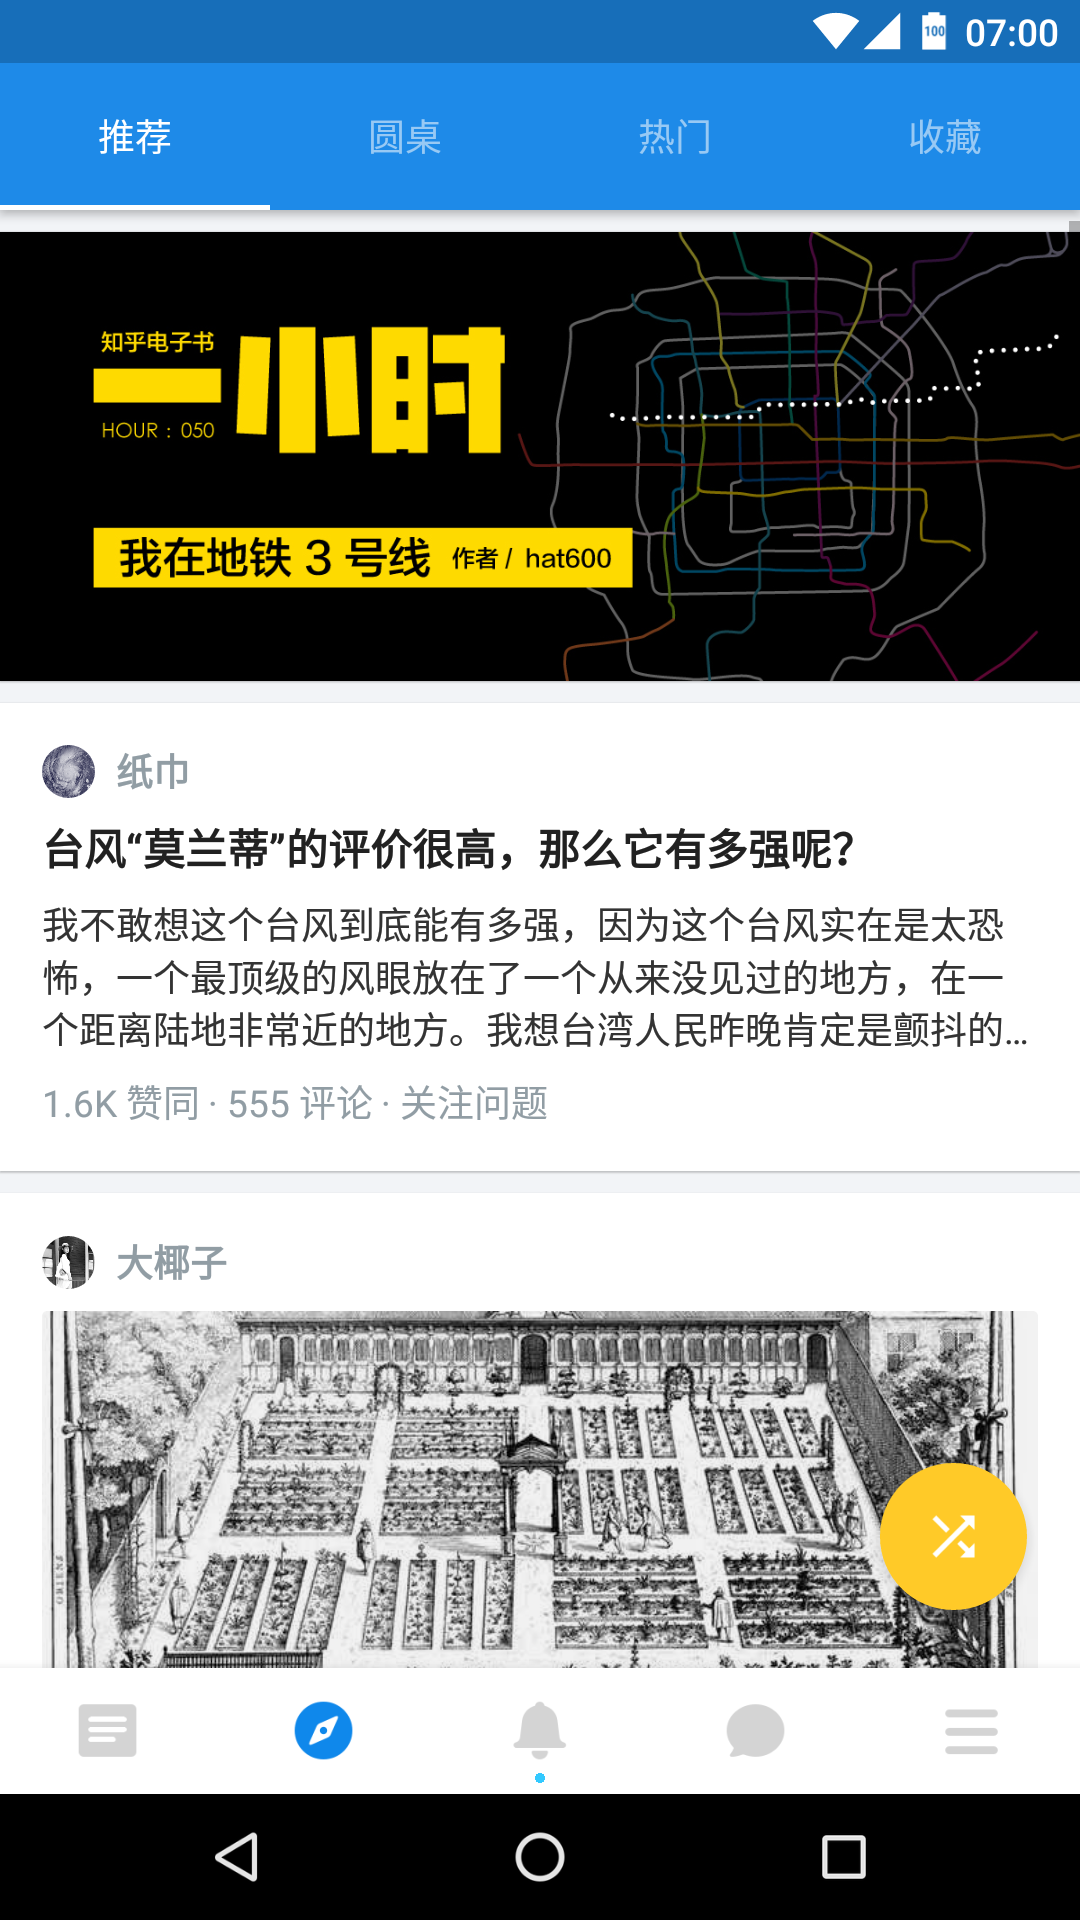 100 07:00
推荐 圆桌 热门 收藏
知乎电子书
一小时
HOUR : 050
我在地铁 3 号线 作者 / hat600
纸巾
台风“莫兰蒂”的评价很高，那么它有多强呢？
我不敢想这个台风到底能有多强，因为这个台风实在是太恐
怖，一个最顶级的风眼放在了一个从来没见过的地方，在一
个距离陆地非常近的地方。我想台湾人民昨晚肯定是颤抖的…
1.6K 赞同 · 555 评论 · 关注问题
大椰子